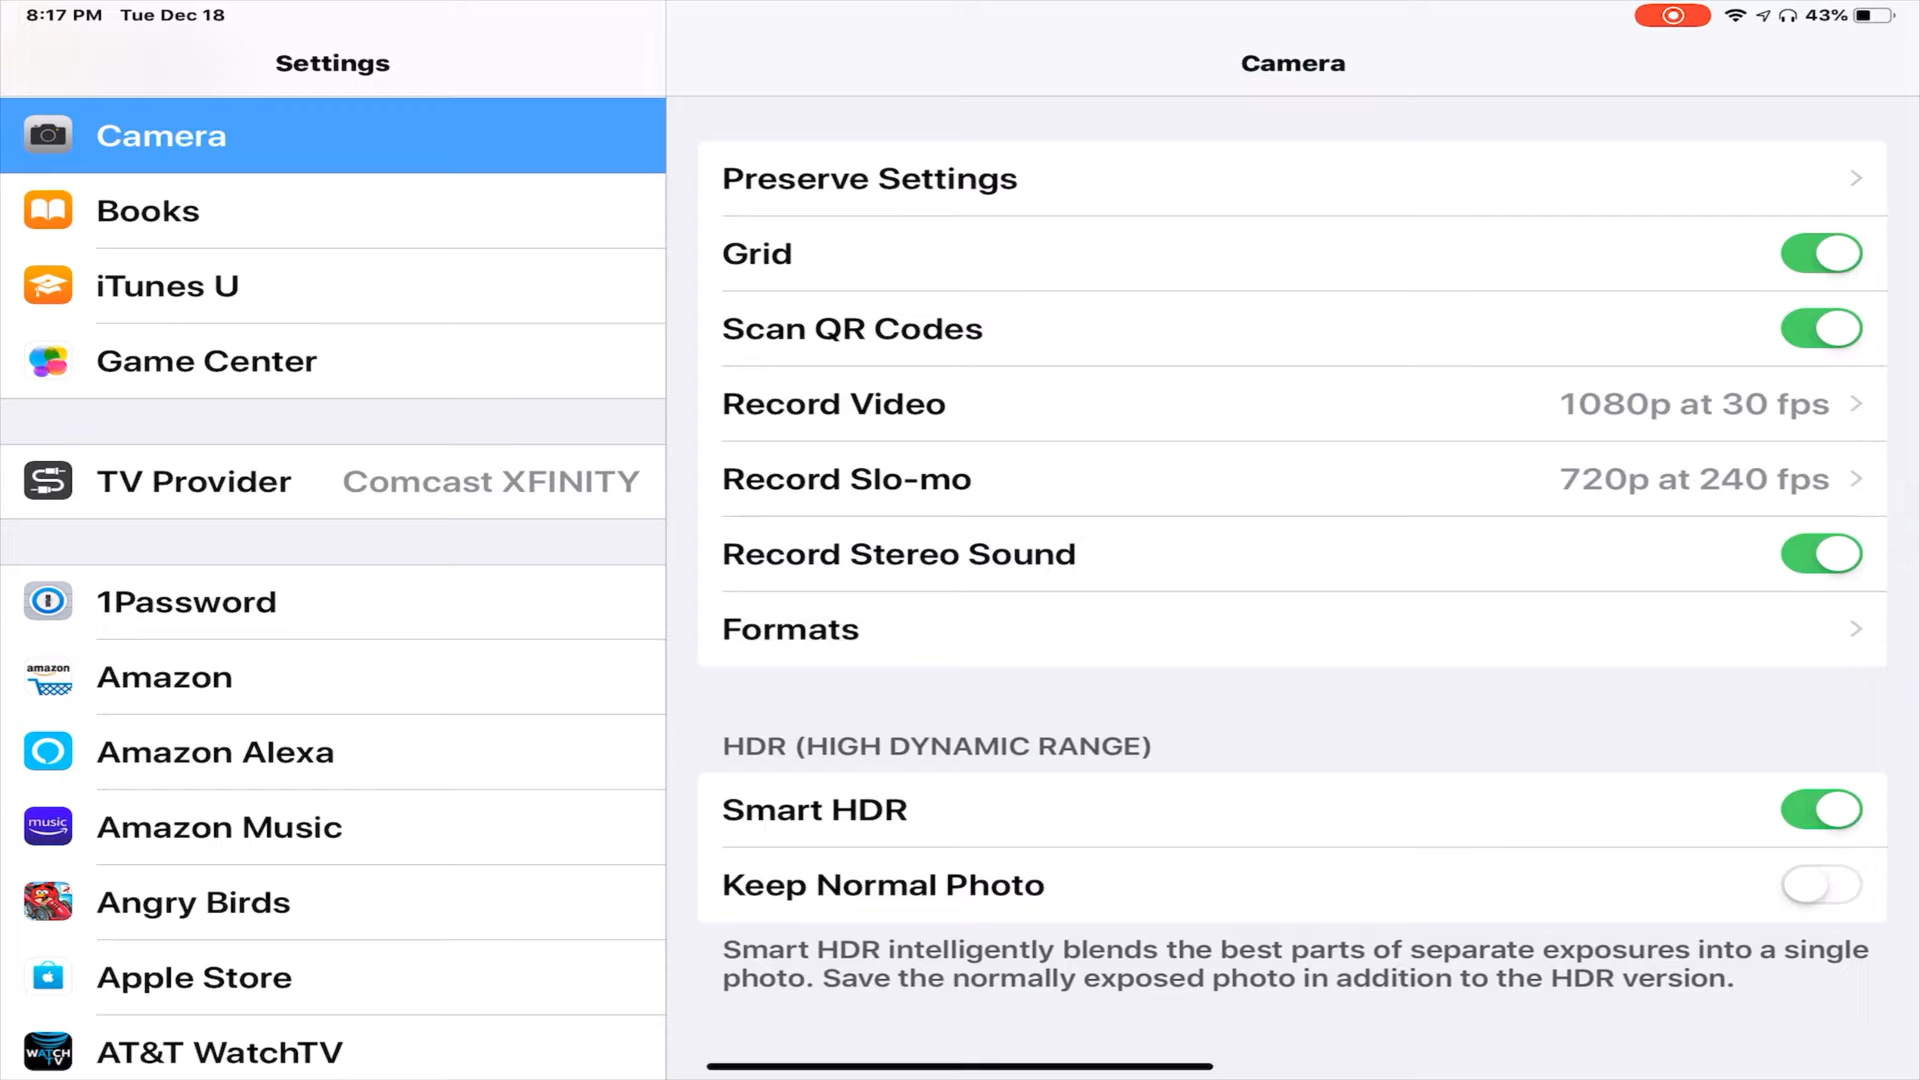 8:17 PM Tue Dec 18
43%
Settings
Camera
Camera
Books
iTunes U
Game Center
TV Provider Comcast XFINITY
1Password
amazon
Amazon
Amazon Alexa
music
Amazon Music
Angry Birds
Apple Store
WATCH
TV
AT&T WatchTV
Preserve Settings
Grid
Scan QR Codes
Record Video 1080p at 30 fps
Record Slo-mo 720p at 240 fps
Record Stereo Sound
Formats
HDR (HIGH DYNAMIC RANGE)
Smart HDR
Keep Normal Photo
Smart HDR intelligently blends the best parts of separate exposures into a single
photo. Save the normally exposed photo in addition to the HDR version.